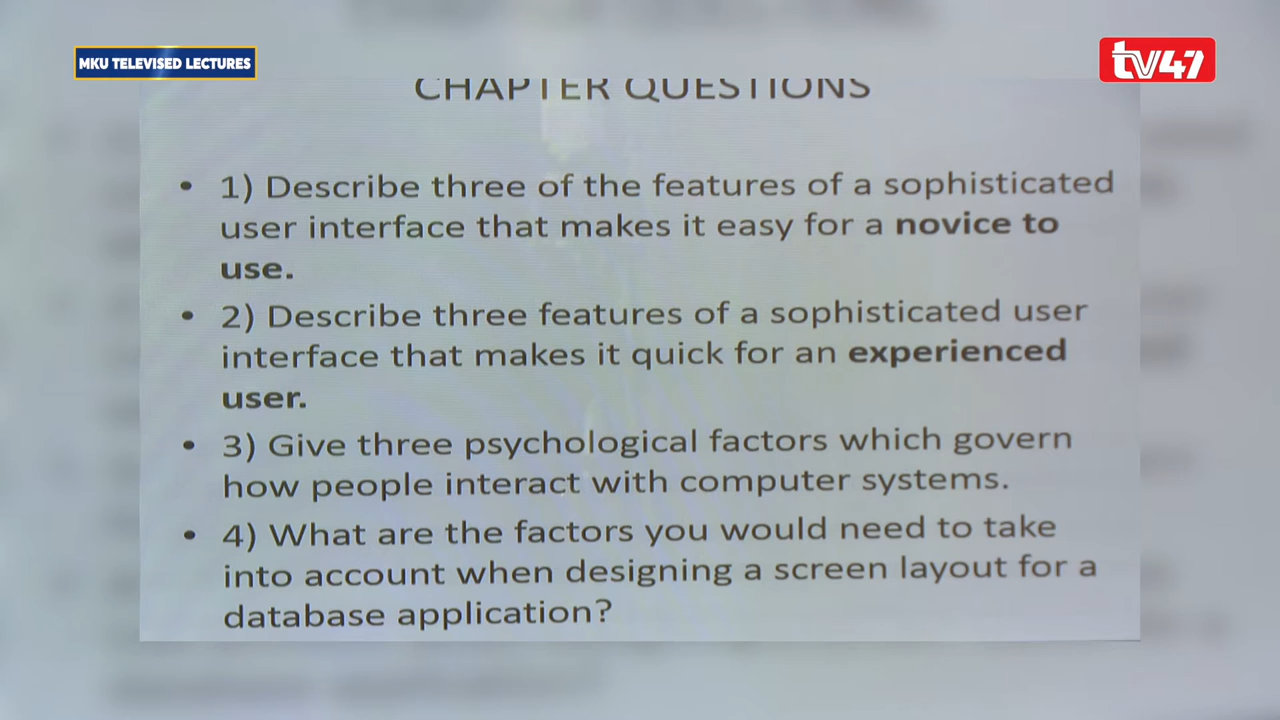 MKU TELEVISED LECTURES
tv47
CHAPTER QUESTIONS
• 1) Describe three of the features of a sophisticated
user interface that makes it easy for a novice to
use.
• 2) Describe three features of a sophisticated user
interface that makes it quick for an experienced
user.
• 3) Give three psychological factors which govern
how people interact with computer systems.
• 4) What are the factors you would need to take
into account when designing a screen layout for a
database application?